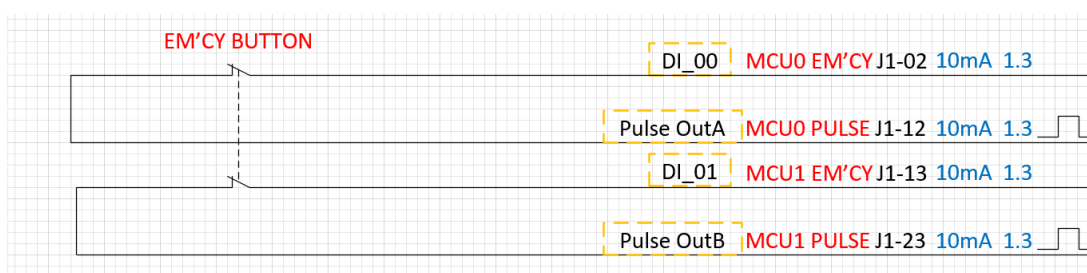 EM'CY BUTTON
DI_00 MCU0 EM'CY J1-02 10mA 1.3
Pulse OutA MCU0 PULSE J1-12 10mA 1.3
DI_01 MCU1 EM'CY J1-13 10mA 1.3
Pulse OutB MCU1 PULSE J1-23 10mA 1.3